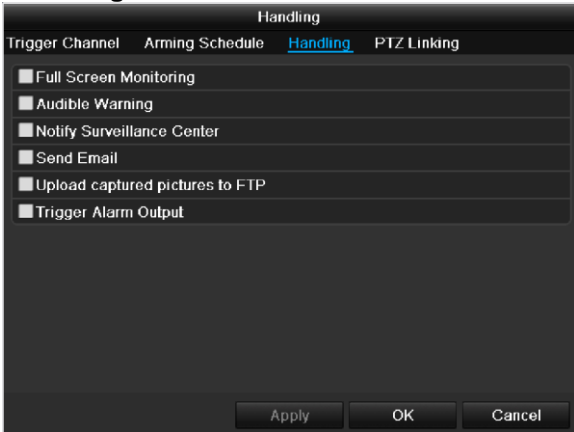 Handling
Trigger Channel Arming Schedule Handling PTZ Linking
Full Screen Monitoring
Audible Warning
Notify Surveillance Center
Send Email
Upload captured pictures to FTP
Trigger Alarm Output
Apply OK Cancel